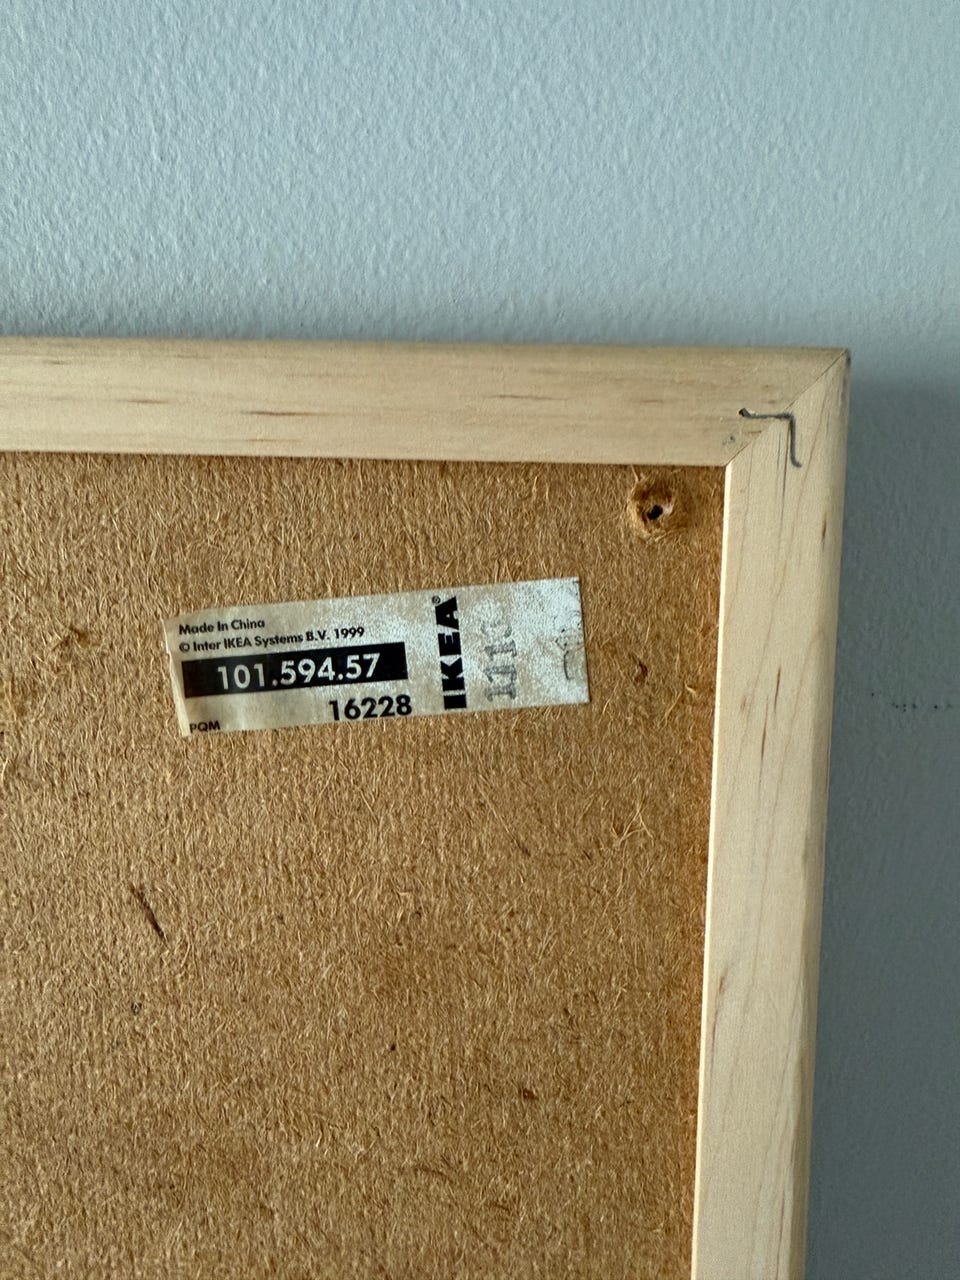 Made In China
© Inter IKEA Systems B.V. 1999
101.594.57
16228
PQM
IKEA®